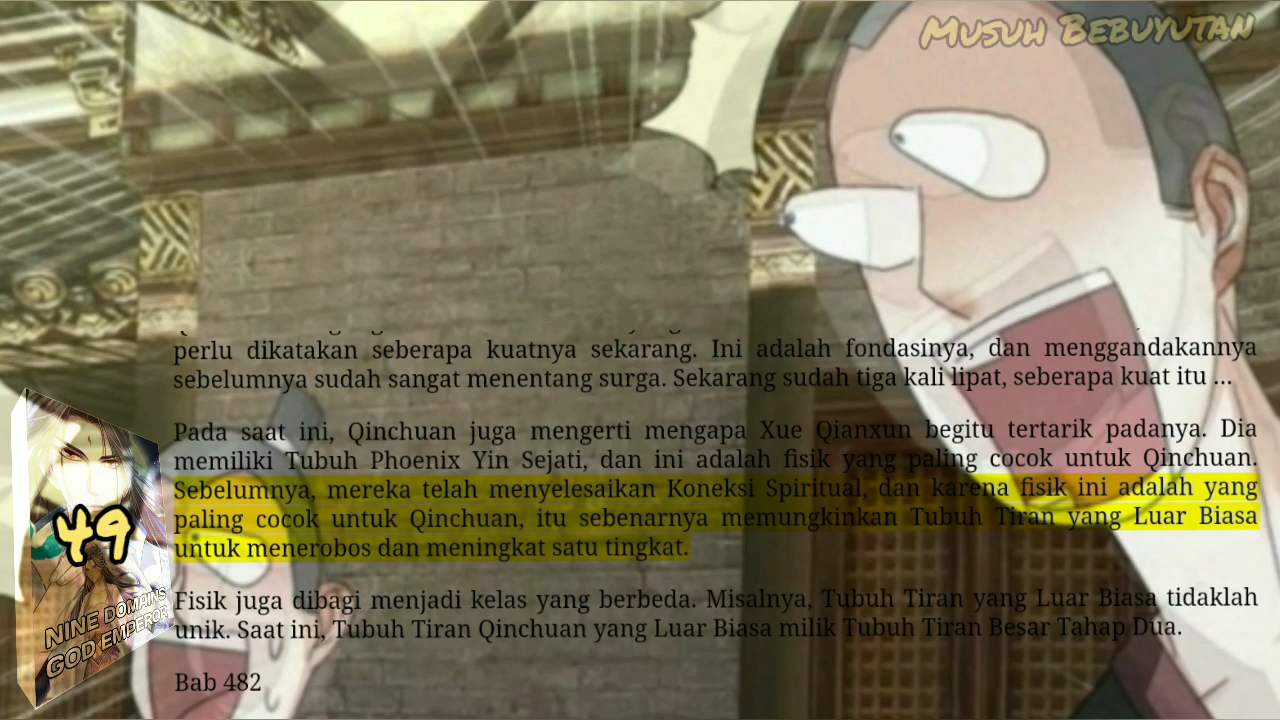 MUSUH BEBUYUTAN
perlu dikatakan seberapa kuatnya sekarang. Ini adalah fondasinya, dan menggandakannya
sebelumnya sudah sangat menentang surga. Sekarang sudah tiga kali lipat, seberapa kuat itu ...
Pada saat ini, Qinchuan juga mengerti mengapa Xue Qianxun begitu tertarik padanya. Dia
memiliki Tubuh Phoenix Yin Sejati, dan ini adalah fisik yang paling cocok untuk Qinchuan.
Sebelumnya, mereka telah menyelesaikan Koneksi Spiritual, dan karena fisik ini adalah yang
paling cocok untuk Qinchuan, itu sebenarnya memungkinkan Tubuh Tiran yang Luar Biasa
untuk menerobos dan meningkat satu tingkat.
Fisik juga dibagi menjadi kelas yang berbeda. Misalnya, Tubuh Tiran yang Luar Biasa tidaklah
unik. Saat ini, Tubuh Tiran Qinchuan yang Luar Biasa milik Tubuh Tiran Besar Tahap Dua.
Bab 482
49
NINE DOMAINS
GOD EMPEROR